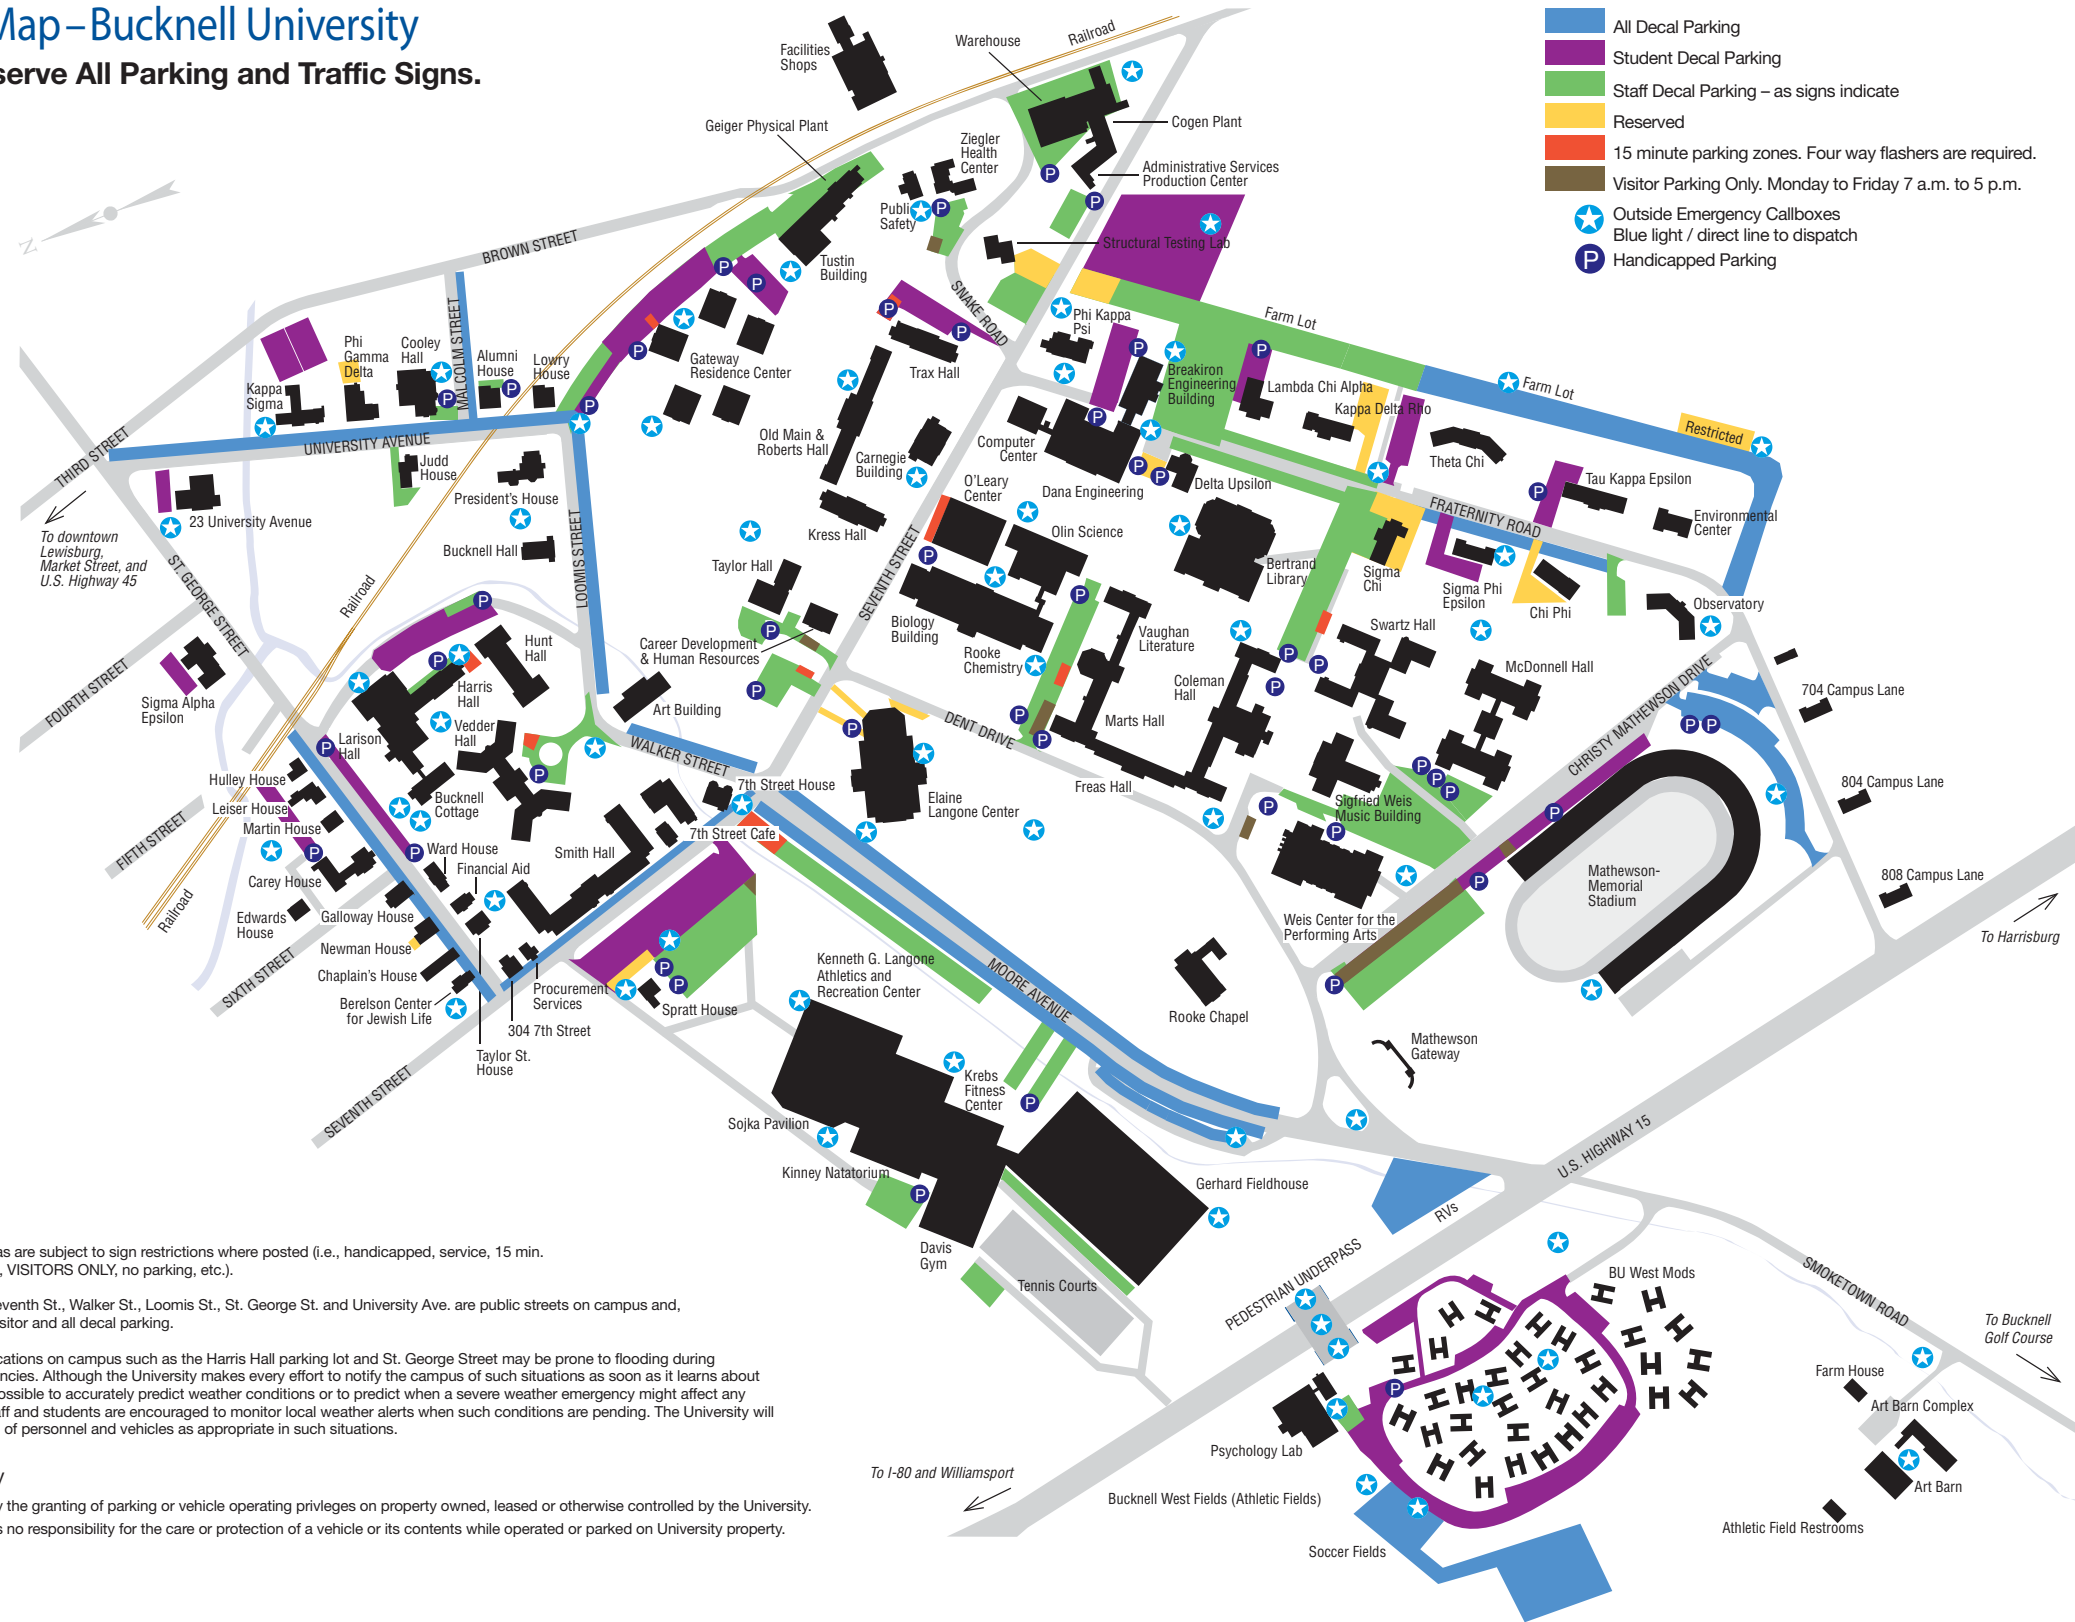 Map – Bucknell University
serve All Parking and Traffic Signs.
All Decal Parking
Student Decal Parking
Staff Decal Parking – as signs indicate
Reserved
15 minute parking zones. Four way flashers are required.
Visitor Parking Only. Monday to Friday 7 a.m. to 5 p.m.
Outside Emergency Callboxes
Blue light / direct line to dispatch
P Handicapped Parking
N
Facilities
Shops
Warehouse
Railroad
Geiger Physical Plant
Ziegler
Health
Center
Cogen Plant
Administrative Services
Production Center
Public
Safety
Structural Testing Lab
BROWN STREET
Tustin
Building
SNAKE ROAD
MALCOLM STREET
Phi
Gamma
Delta
Cooley
Hall
Alumni
House
Lowry
House
Kappa
Sigma
Gateway
Residence Center
Trax Hall
Phi Kappa
Psi
Farm Lot
Breakiron
Engineering
Building
Lambda Chi Alpha
Kappa Delta Rho
Farm Lot
Restricted
THIRD STREET
UNIVERSITY AVENUE
Judd
House
President's House
23 University Avenue
Bucknell Hall
Old Main &
Roberts Hall
Carnegie
Building
Computer
Center
O'Leary
Center
Dana Engineering
Delta Upsilon
Theta Chi
Tau Kappa Epsilon
Environmental
Center
FRATERNITY ROAD
To downtown
Lewisburg,
Market Street, and
U.S. Highway 45
ST. GEORGE STREET
Railroad
LOOMIS STREET
Kress Hall
Taylor Hall
SEVENTH STREET
Olin Science
Bertrand
Library
Sigma
Chi
Sigma Phi
Epsilon
Chi Phi
Observatory
Career Development
& Human Resources
Biology
Building
Rooke
Chemistry
Vaughan
Literature
Swartz Hall
McDonnell Hall
Hunt
Hall
Harris
Hall
Vedder
Hall
Larison
Hall
Art Building
WALKER STREET
DENT DRIVE
Marts Hall
Coleman
Hall
Freas Hall
CHRISTY MATHEWSON DRIVE
704 Campus Lane
804 Campus Lane
808 Campus Lane
FOURTH STREET
Sigma Alpha
Epsilon
Hulley House
Leiser House
Martin House
Bucknell
Cottage
FIFTH STREET
Carey House
Ward House
Financial Aid
Smith Hall
7th Street House
7th Street Cafe
Elaine
Langone Center
Sigfried Weis
Music Building
Mathewson-
Memorial
Stadium
Railroad
Edwards
House
Galloway House
Newman House
Chaplain's House
Berelson Center
for Jewish Life
SIXTH STREET
Procurement
Services
304 7th Street
Taylor St.
House
Spratt House
Kenneth G. Langone
Athletics and
Recreation Center
MOORE AVENUE
Rooke Chapel
Weis Center for the
Performing Arts
To Harrisburg
Mathewson
Gateway
SEVENTH STREET
Krebs
Fitness
Center
Sojka Pavilion
Kinney Natatorium
Gerhard Fieldhouse
Davis
Gym
Tennis Courts
U.S. HIGHWAY 15
RVs
PEDESTRIAN UNDERPASS
BU West Mods
SMOKETOWN ROAD
To Bucknell
Golf Course
Farm House
Art Barn Complex
Art Barn
Athletic Field Restrooms
Psychology Lab
To I-80 and Williamsport
Bucknell West Fields (Athletic Fields)
Soccer Fields
as are subject to sign restrictions where posted (i.e., handicapped, service, 15 min.
, VISITORS ONLY, no parking, etc.).
eventh St., Walker St., Loomis St., St. George St. and University Ave. are public streets on campus and,
isitor and all decal parking.
cations on campus such as the Harris Hall parking lot and St. George Street may be prone to flooding during
ncies. Although the University makes every effort to notify the campus of such situations as soon as it learns about
ossible to accurately predict weather conditions or to predict when a severe weather emergency might affect any
aff and students are encouraged to monitor local weather alerts when such conditions are pending. The University will
of personnel and vehicles as appropriate in such situations.
y
y the granting of parking or vehicle operating privleges on property owned, leased or otherwise controlled by the University.
s no responsibility for the care or protection of a vehicle or its contents while operated or parked on University property.